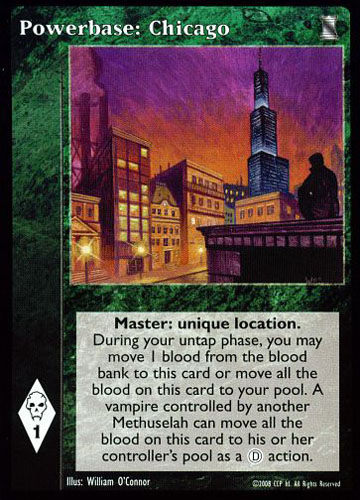 Powerbase: Chicago
Master: unique location.
During your untap phase, you may
move 1 blood from the blood
bank to this card or move all the
blood on this card to your pool. A
vampire controlled by another
Methuselah can move all the
blood on this card to his or her
controller's pool as a Ⓓ action.
1
Illus: William O'Connor
©2008 CCP hf. All Rights Reserved